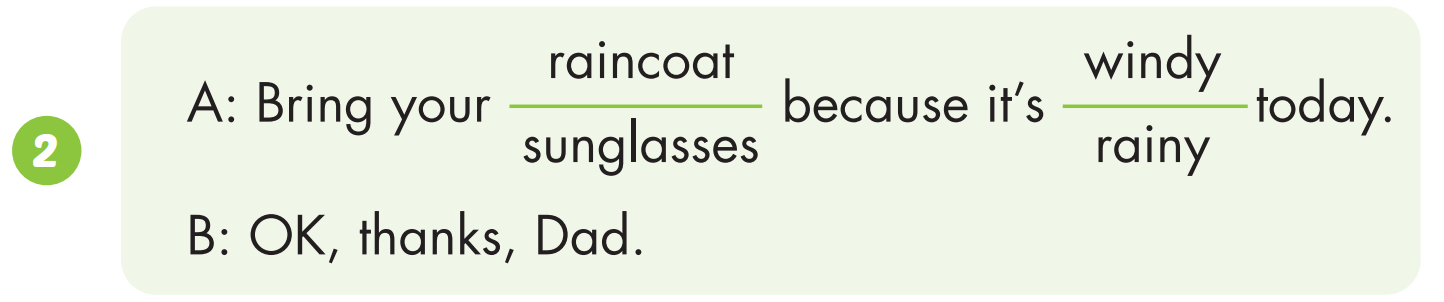 2
raincoat windy
A: Bring your because it's today.
sunglasses rainy
B: OK, thanks, Dad.